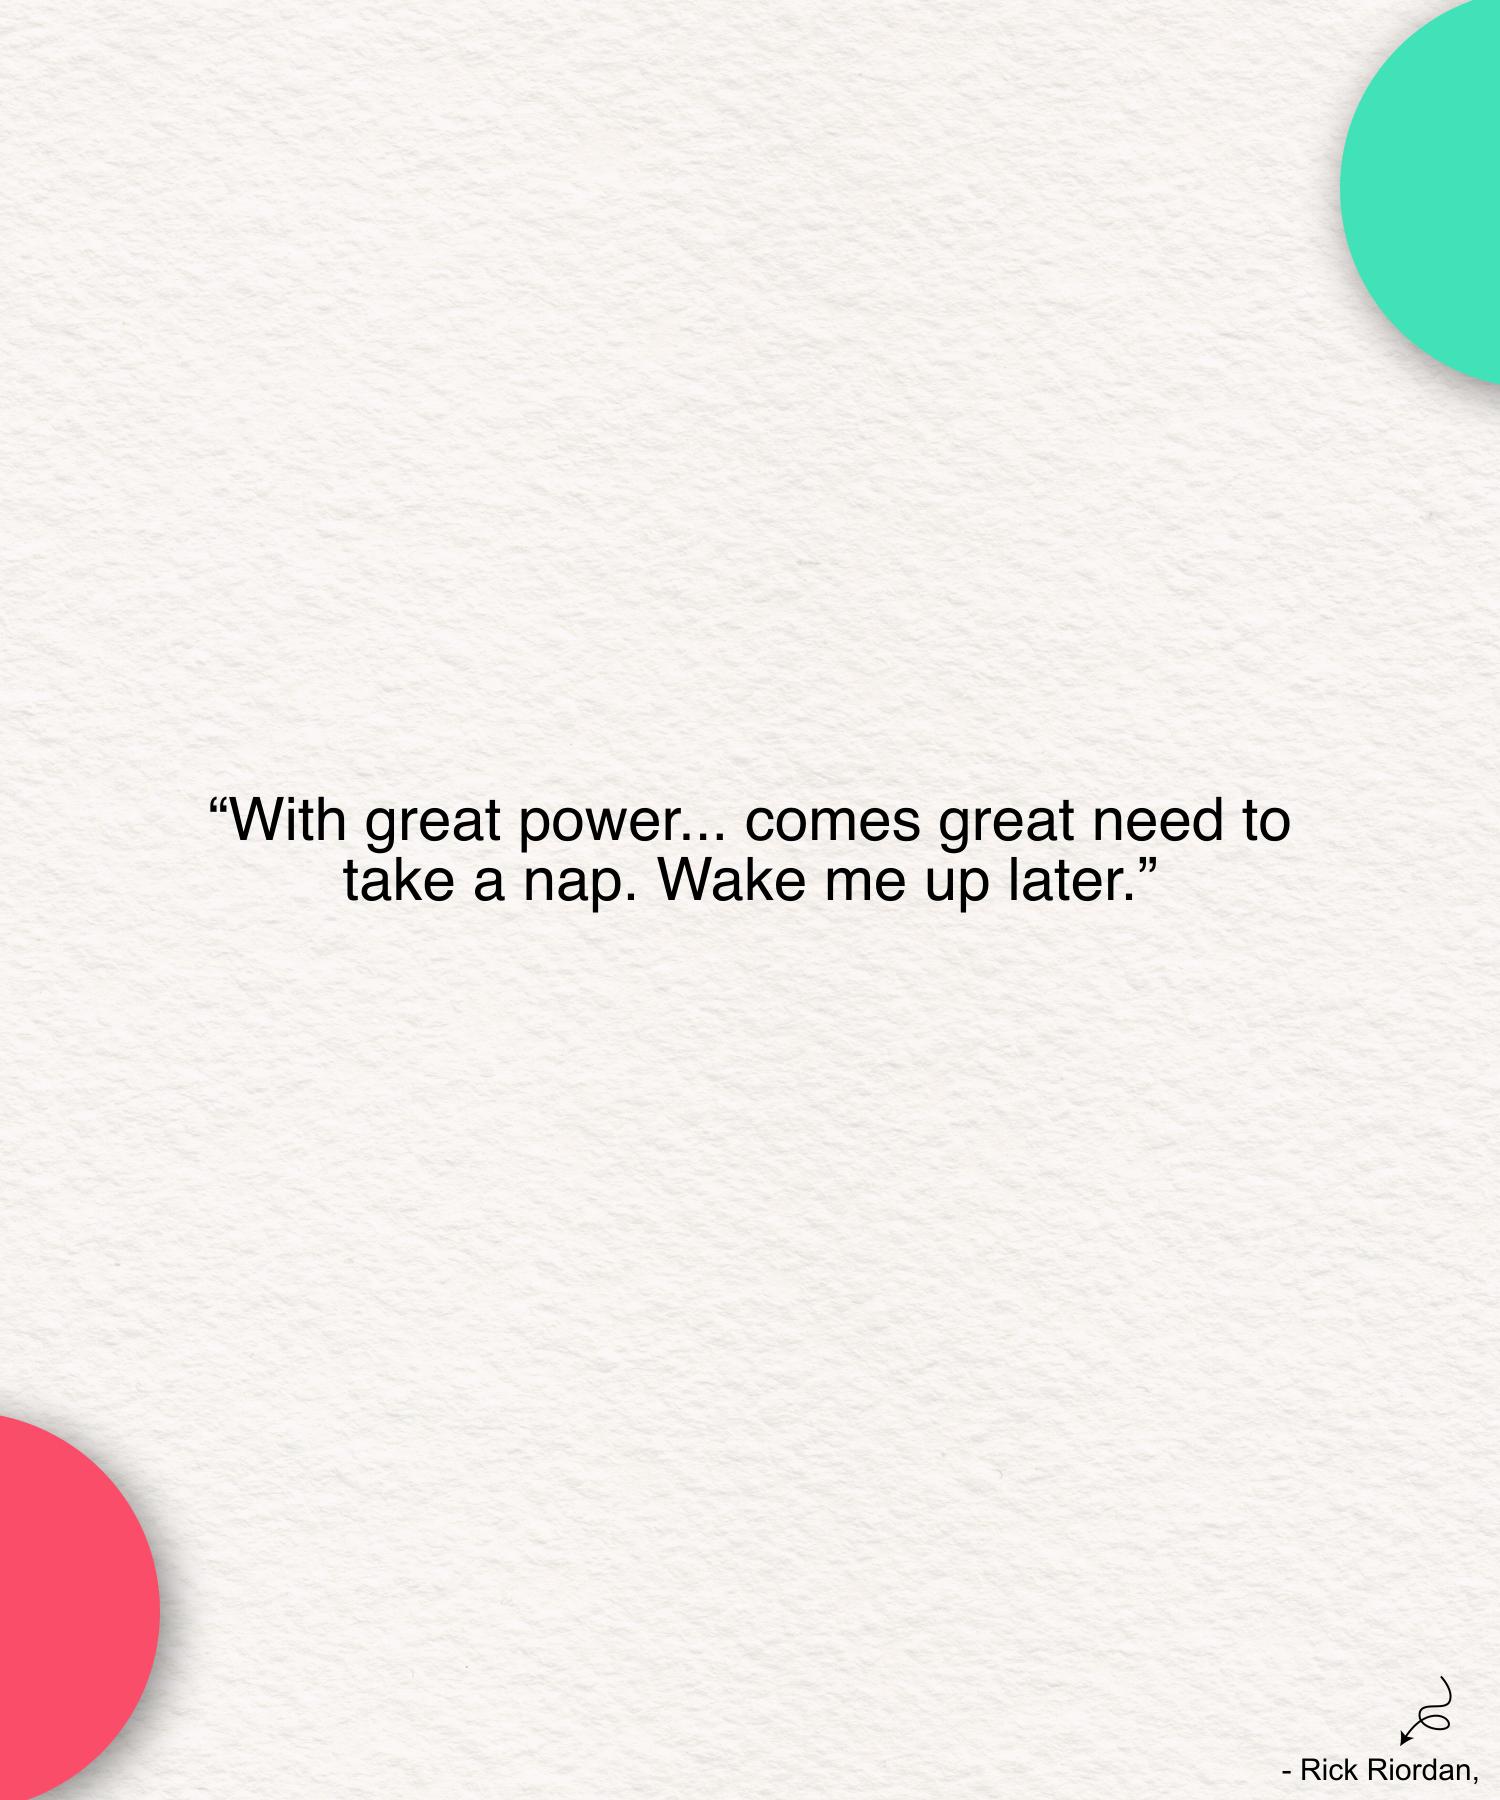 “With great power... comes great need to
take a nap. Wake me up later.”
- Rick Riordan,